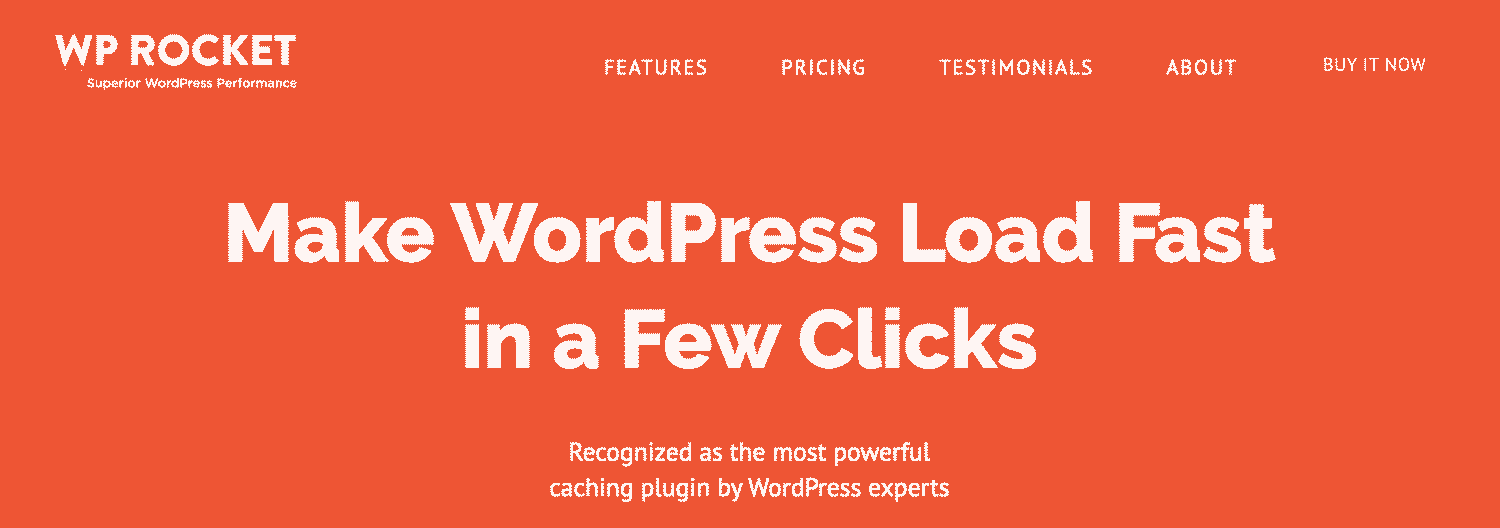 WP ROCKET
Superior WordPress Performance
FEATURES
PRICING
TESTIMONIALS
ABOUT
BUY IT NOW
Make WordPress Load Fast
in a Few Clicks
Recognized as the most powerful
caching plugin by WordPress experts